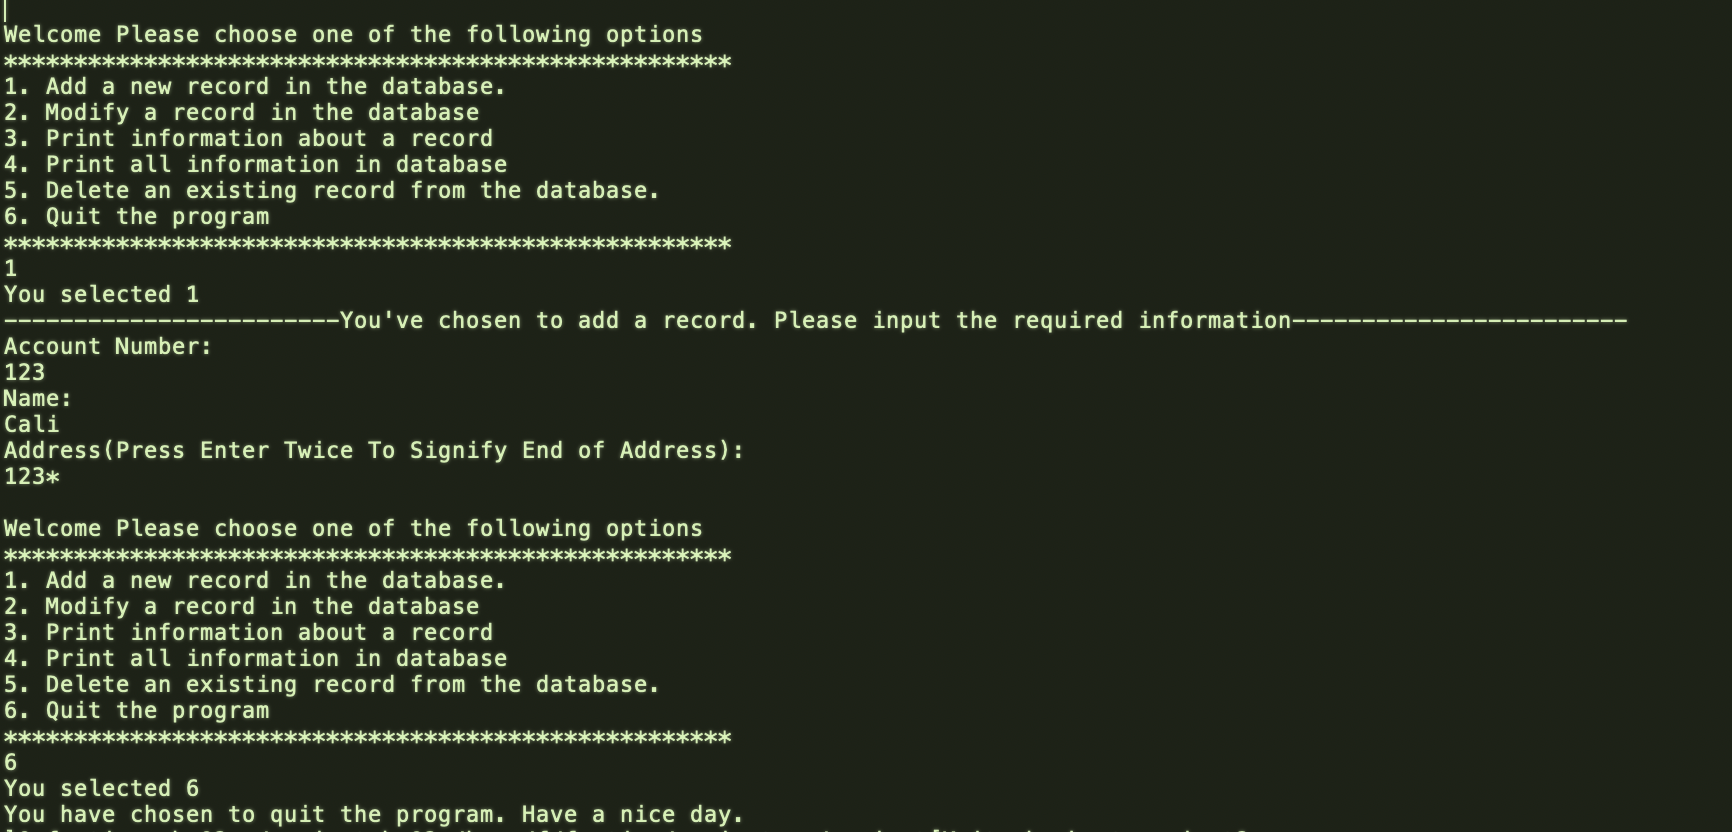 Welcome Please choose one of the following options
****************************************************
1. Add a new record in the database.
2. Modify a record in the database
3. Print information about a record
4. Print all information in database
5. Delete an existing record from the database.
6. Quit the program
****************************************************
1
You selected 1
------------------------You've chosen to add a record. Please input the required information------------------------
Account Number:
123
Name:
Cali
Address(Press Enter Twice To Signify End of Address):
123*
Welcome Please choose one of the following options
****************************************************
1. Add a new record in the database.
2. Modify a record in the database
3. Print information about a record
4. Print all information in database
5. Delete an existing record from the database.
6. Quit the program
****************************************************
6
You selected 6
You have chosen to quit the program. Have a nice day.